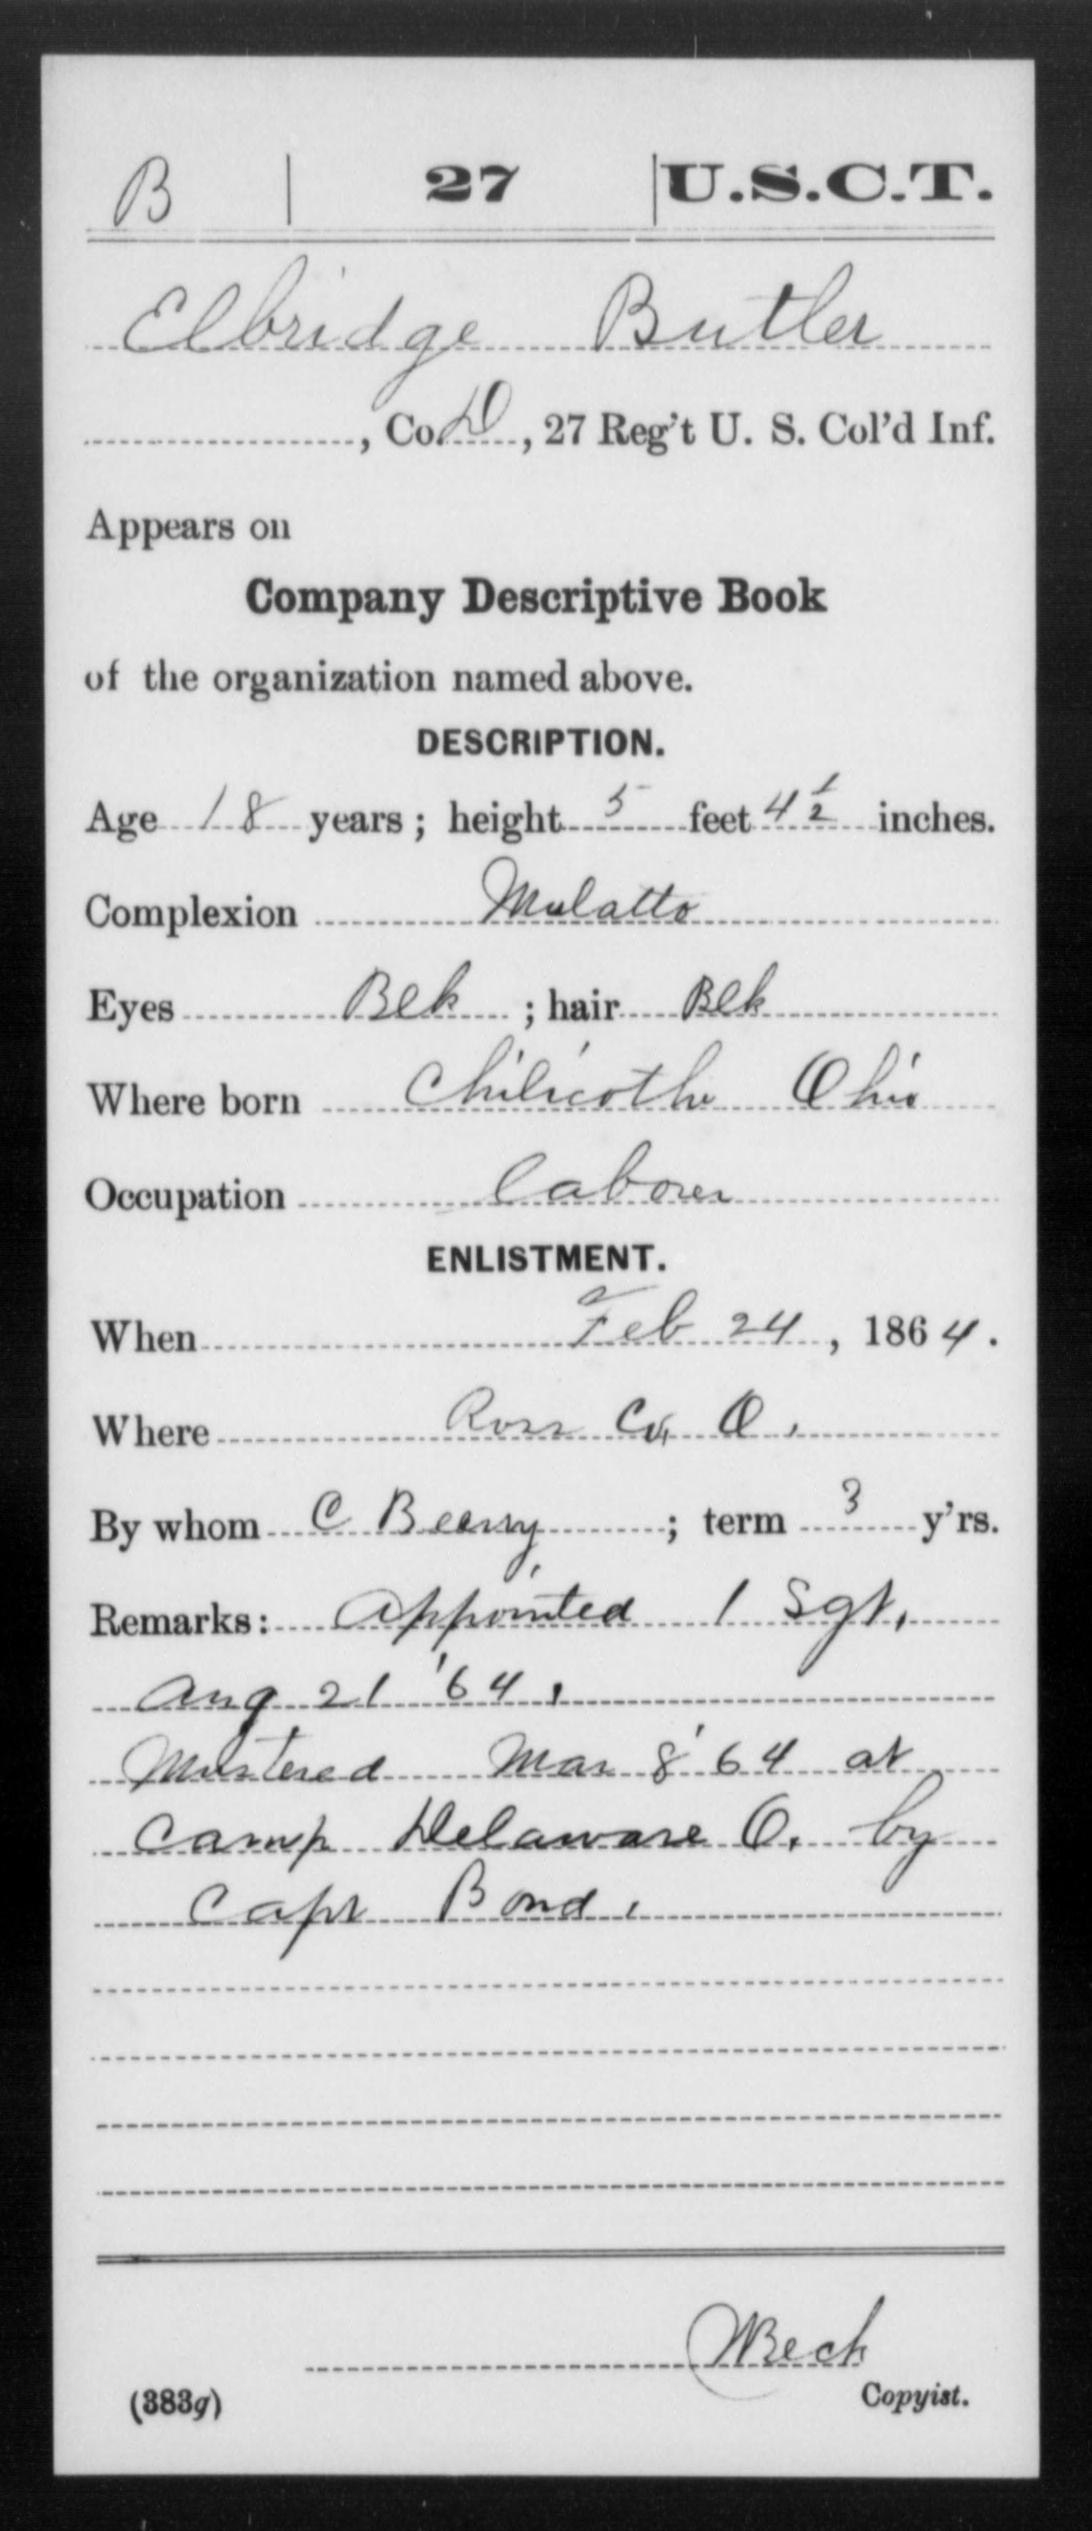 B | 27 | U.S.C.T.
Elbridge Butler
, Co. D, 27 Reg't U. S. Col'd Inf.
Appears on
Company Descriptive Book
of the organization named above.
DESCRIPTION.
Age 18 years; height 5 feet 4 1/2 inches.
Complexion Mulatto
Eyes Blk; hair Blk
Where born Chilicothe Ohio
Occupation laborer
ENLISTMENT.
When Feb 24, 1864.
Where Ross Co, O.
By whom C ; term 3 y'rs.
Remarks: Appointed 1 Sgt,
Aug 21 '64.
Mustered Mar 8 '64 at
Camp Delaware O. by
Capt Bond.
Beck
(383g) Copyist.